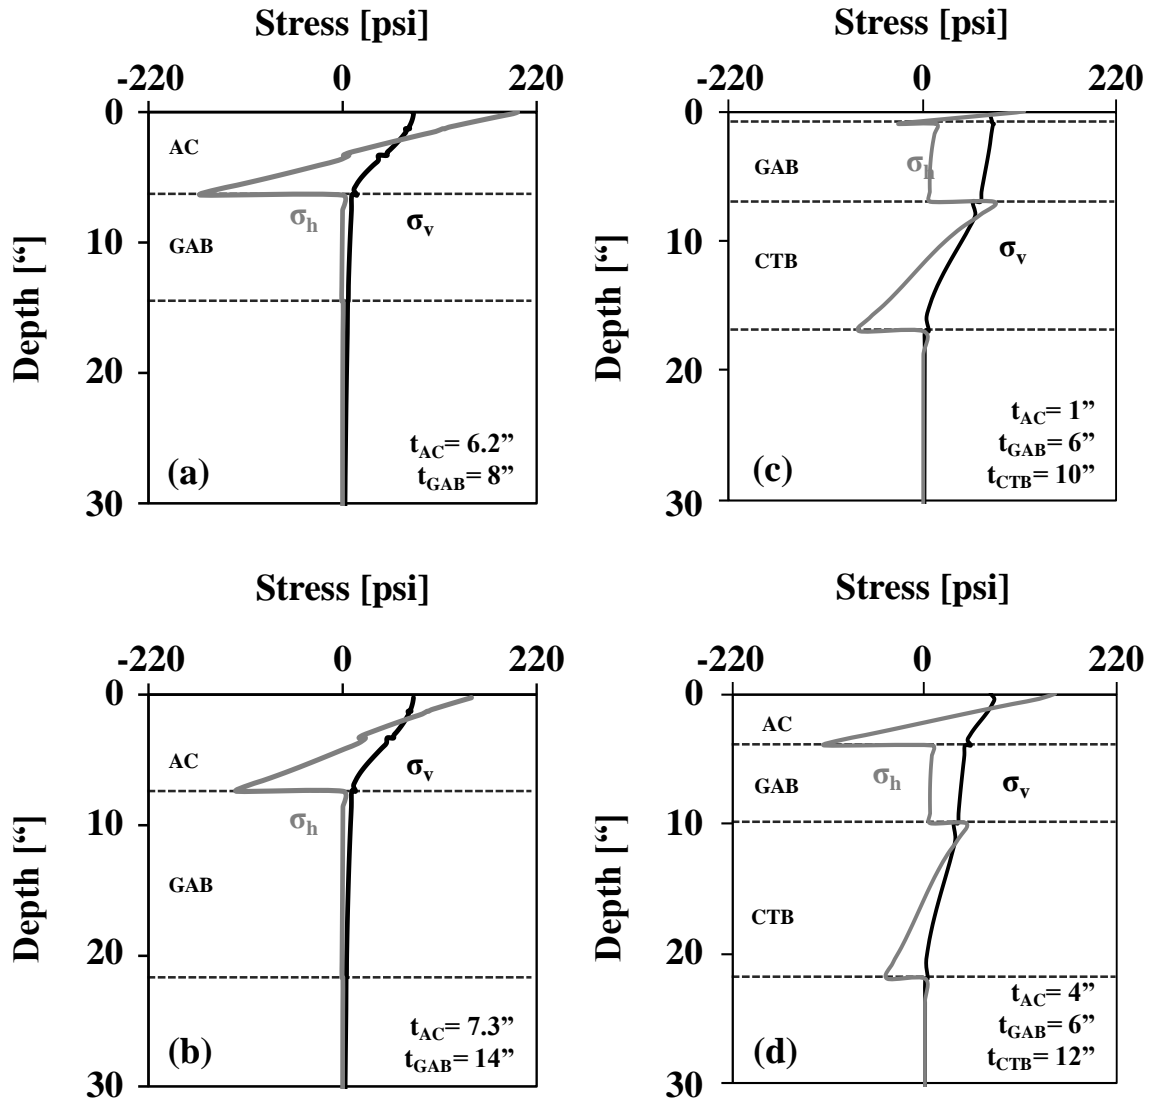 Stress [psi]
-220 0 220
0
10
20
30
Depth [“]
AC
GAB
σh
σv
tAC= 6.2”
tGAB= 8”
(a)
Stress [psi]
-220 0 220
0
10
20
30
Depth [“]
GAB
CTB
σh
σv
tAC= 1”
tGAB= 6”
tCTB= 10”
(c)
Stress [psi]
-220 0 220
0
10
20
30
Depth [“]
AC
GAB
σv
σh
tAC= 7.3”
tGAB= 14”
(b)
Stress [psi]
-220 0 220
0
10
20
30
Depth [“]
AC
GAB
CTB
σh
σv
tAC= 4”
tGAB= 6”
tCTB= 12”
(d)